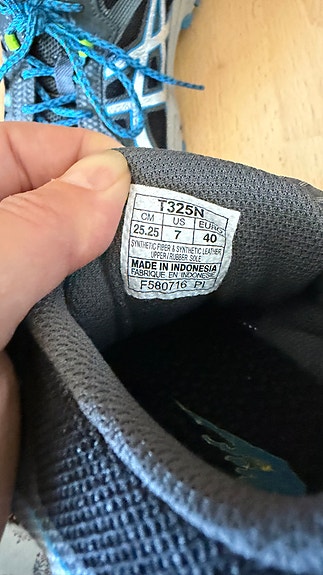 T325N
CM US EURO
25.25 7 40
SYNTHETIC FIBER & SYNTHETIC LEATHER
UPPER / RUBBER SOLE
MADE IN INDONESIA
FABRIQUE EN INDONESIE
F580716 PI